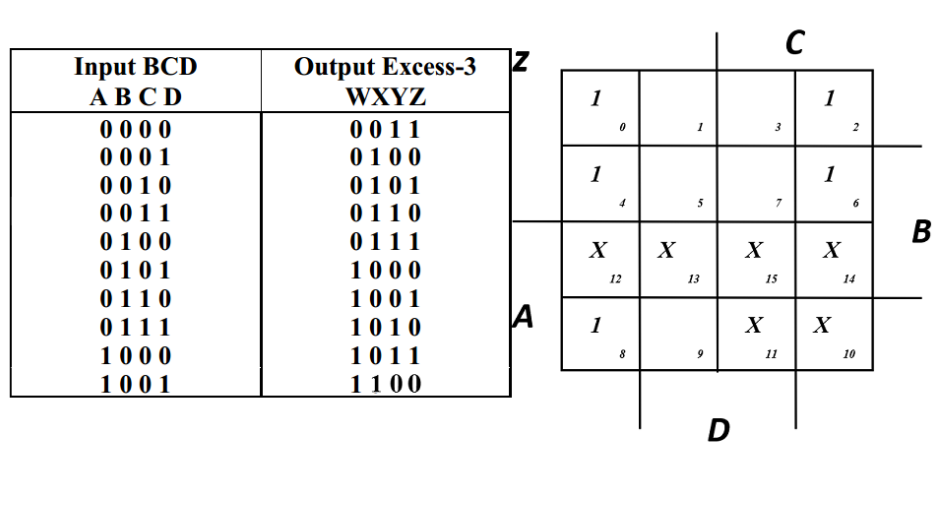 Input BCD Output Excess-3
A B C D WXYZ
0 0 0 0 0 0 1 1
0 0 0 1 0 1 0 0
0 0 1 0 0 1 0 1
0 0 1 1 0 1 1 0
0 1 0 0 0 1 1 1
0 1 0 1 1 0 0 0
0 1 1 0 1 0 0 1
0 1 1 1 1 0 1 0
1 0 0 0 1 0 1 1
1 0 0 1 1 1 0 0
z
C
1 1
0 1 3 2
1 1
4 5 7 6
B
X X X X
12 13 15 14
A
1 X X
8 9 11 10
D